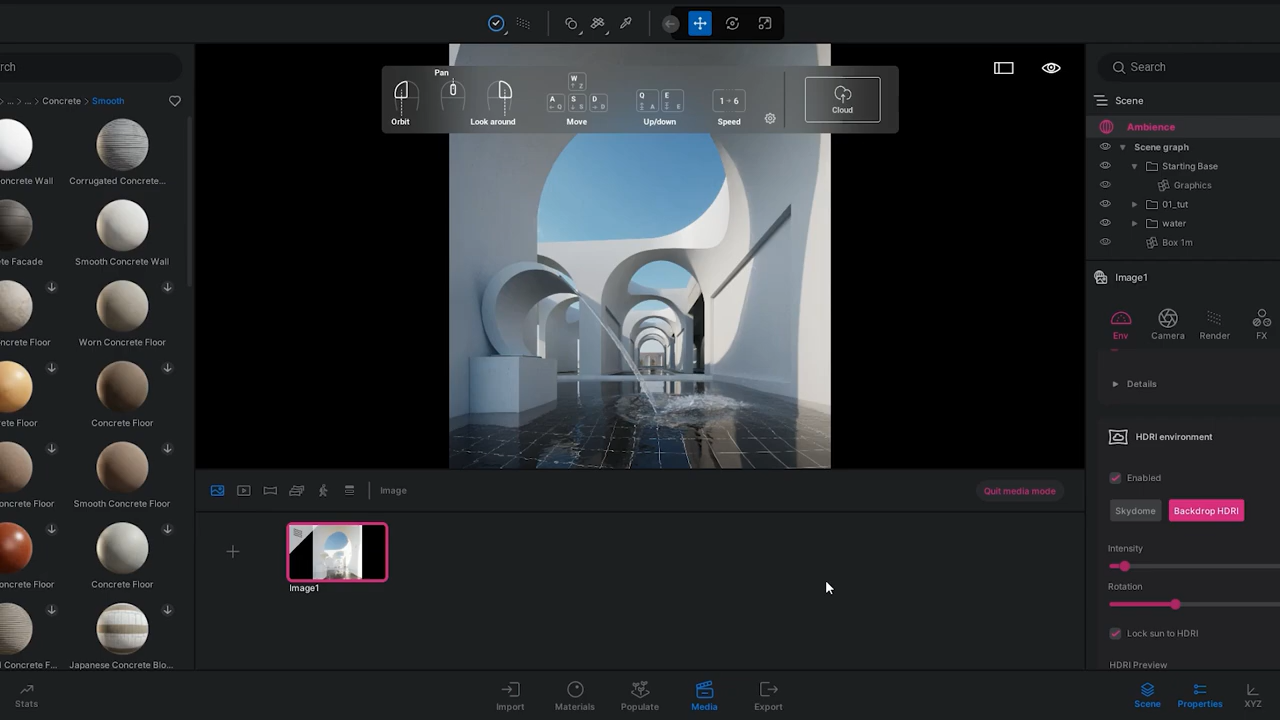 rch
Search
... > ... > Concrete > Smooth
oncrete Wall
Corrugated Concrete...
oncrete Facade
Smooth Concrete Wall
ncrete Floor
Worn Concrete Floor
rete Floor
Concrete Floor
oncrete Floor
Smooth Concrete Floor
oncrete Floor
Concrete Floor
l Concrete F...
Japanese Concrete Blo...
Stats
Pan
Orbit
Look around
W
↑ Z
A
← Q
S
↓ S
D
→ D
Move
Q
↕ A
E
↕ E
Up/down
1 → 6
Speed
Cloud
Image
Quit media mode
Image1
Import
Materials
Populate
Media
Export
Scene
Ambience
Scene graph
Starting Base
Graphics
01_tut
water
Box 1m
Image1
Env
Camera
Render
FX
Details
HDRI environment
Enabled
Skydome
Backdrop HDRI
Intensity
Rotation
Lock sun to HDRI
HDRI Preview
Scene
Properties
XYZ